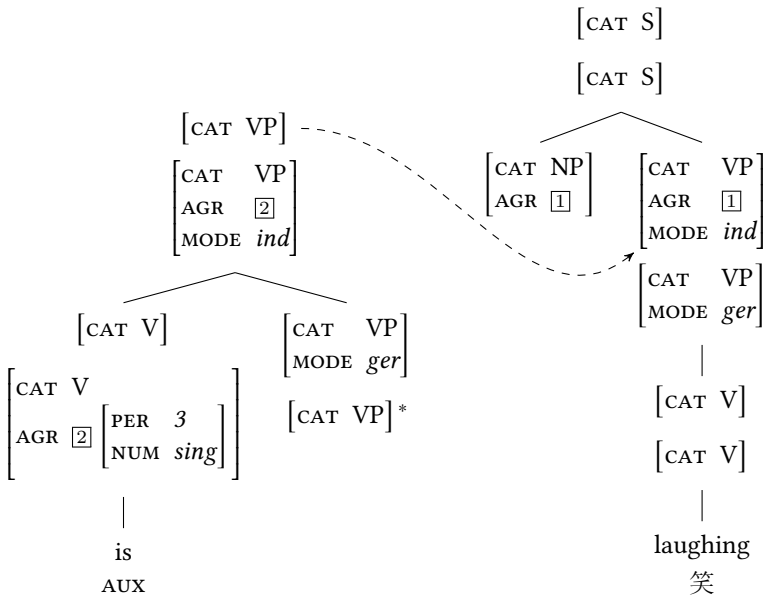 [CAT S]
[CAT S]
[CAT VP]
[CAT VP
AGR 2
MODE ind]
[CAT NP
AGR 1]
[CAT VP
AGR 1
MODE ind]
[CAT VP
MODE ger]
[CAT V]
[CAT VP
MODE ger]
[CAT V
AGR 2 [PER 3
NUM sing]]
[CAT VP]*
[CAT V]
[CAT V]
is
AUX
laughing
笑